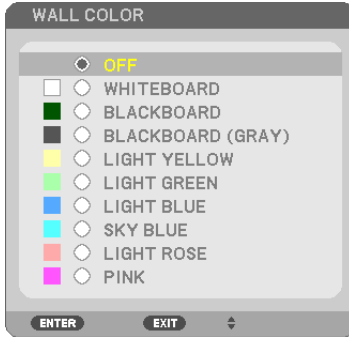 WALL COLOR
OFF
WHITEBOARD
BLACKBOARD
BLACKBOARD (GRAY)
LIGHT YELLOW
LIGHT GREEN
LIGHT BLUE
SKY BLUE
LIGHT ROSE
PINK
ENTER EXIT